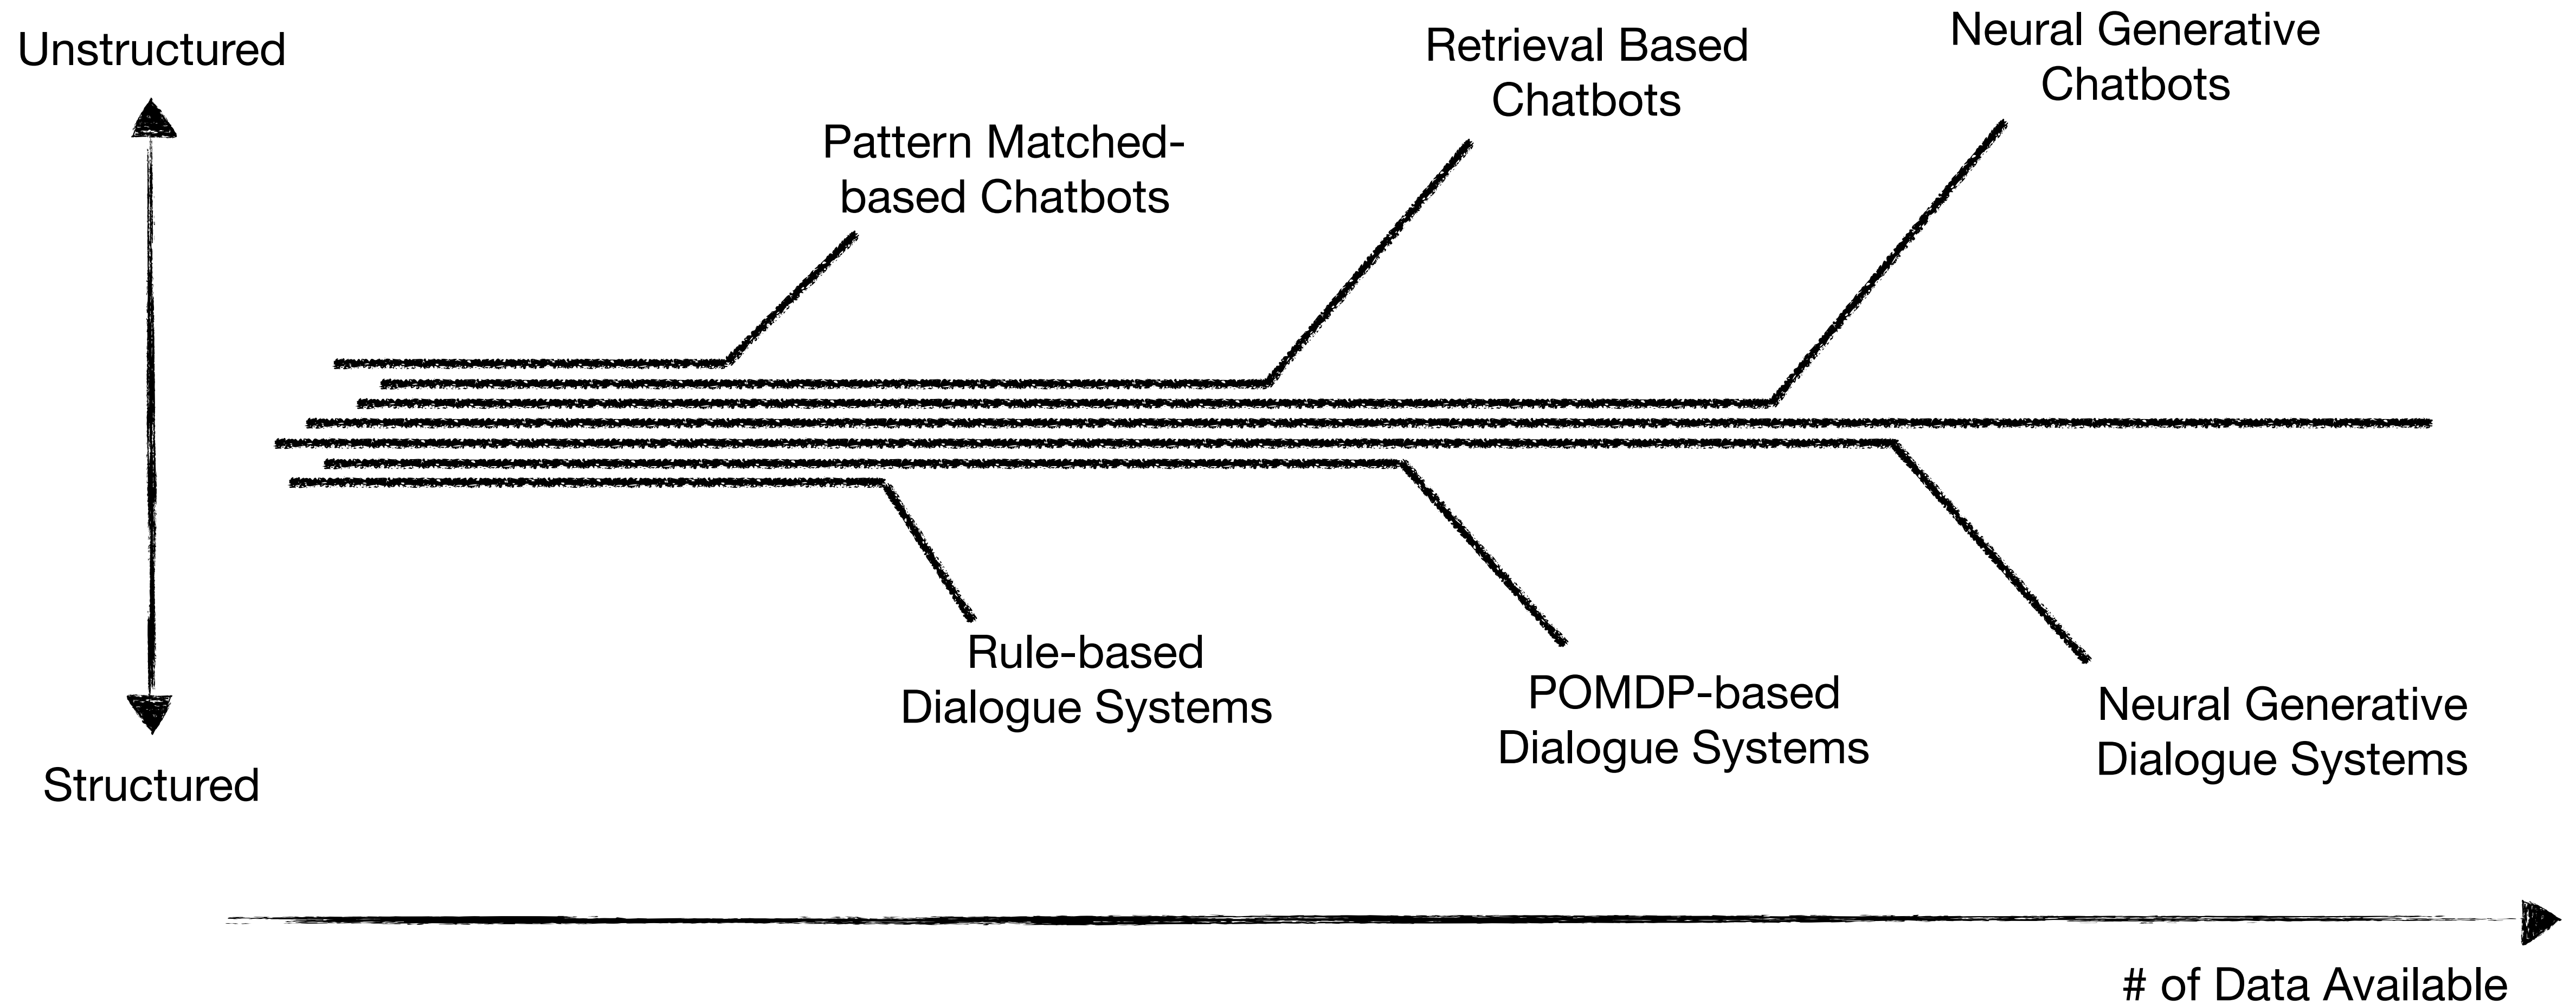 Unstructured
Pattern Matched-
based Chatbots
Retrieval Based
Chatbots
Neural Generative
Chatbots
Rule-based
Dialogue Systems
POMDP-based
Dialogue Systems
Neural Generative
Dialogue Systems
Structured
# of Data Available